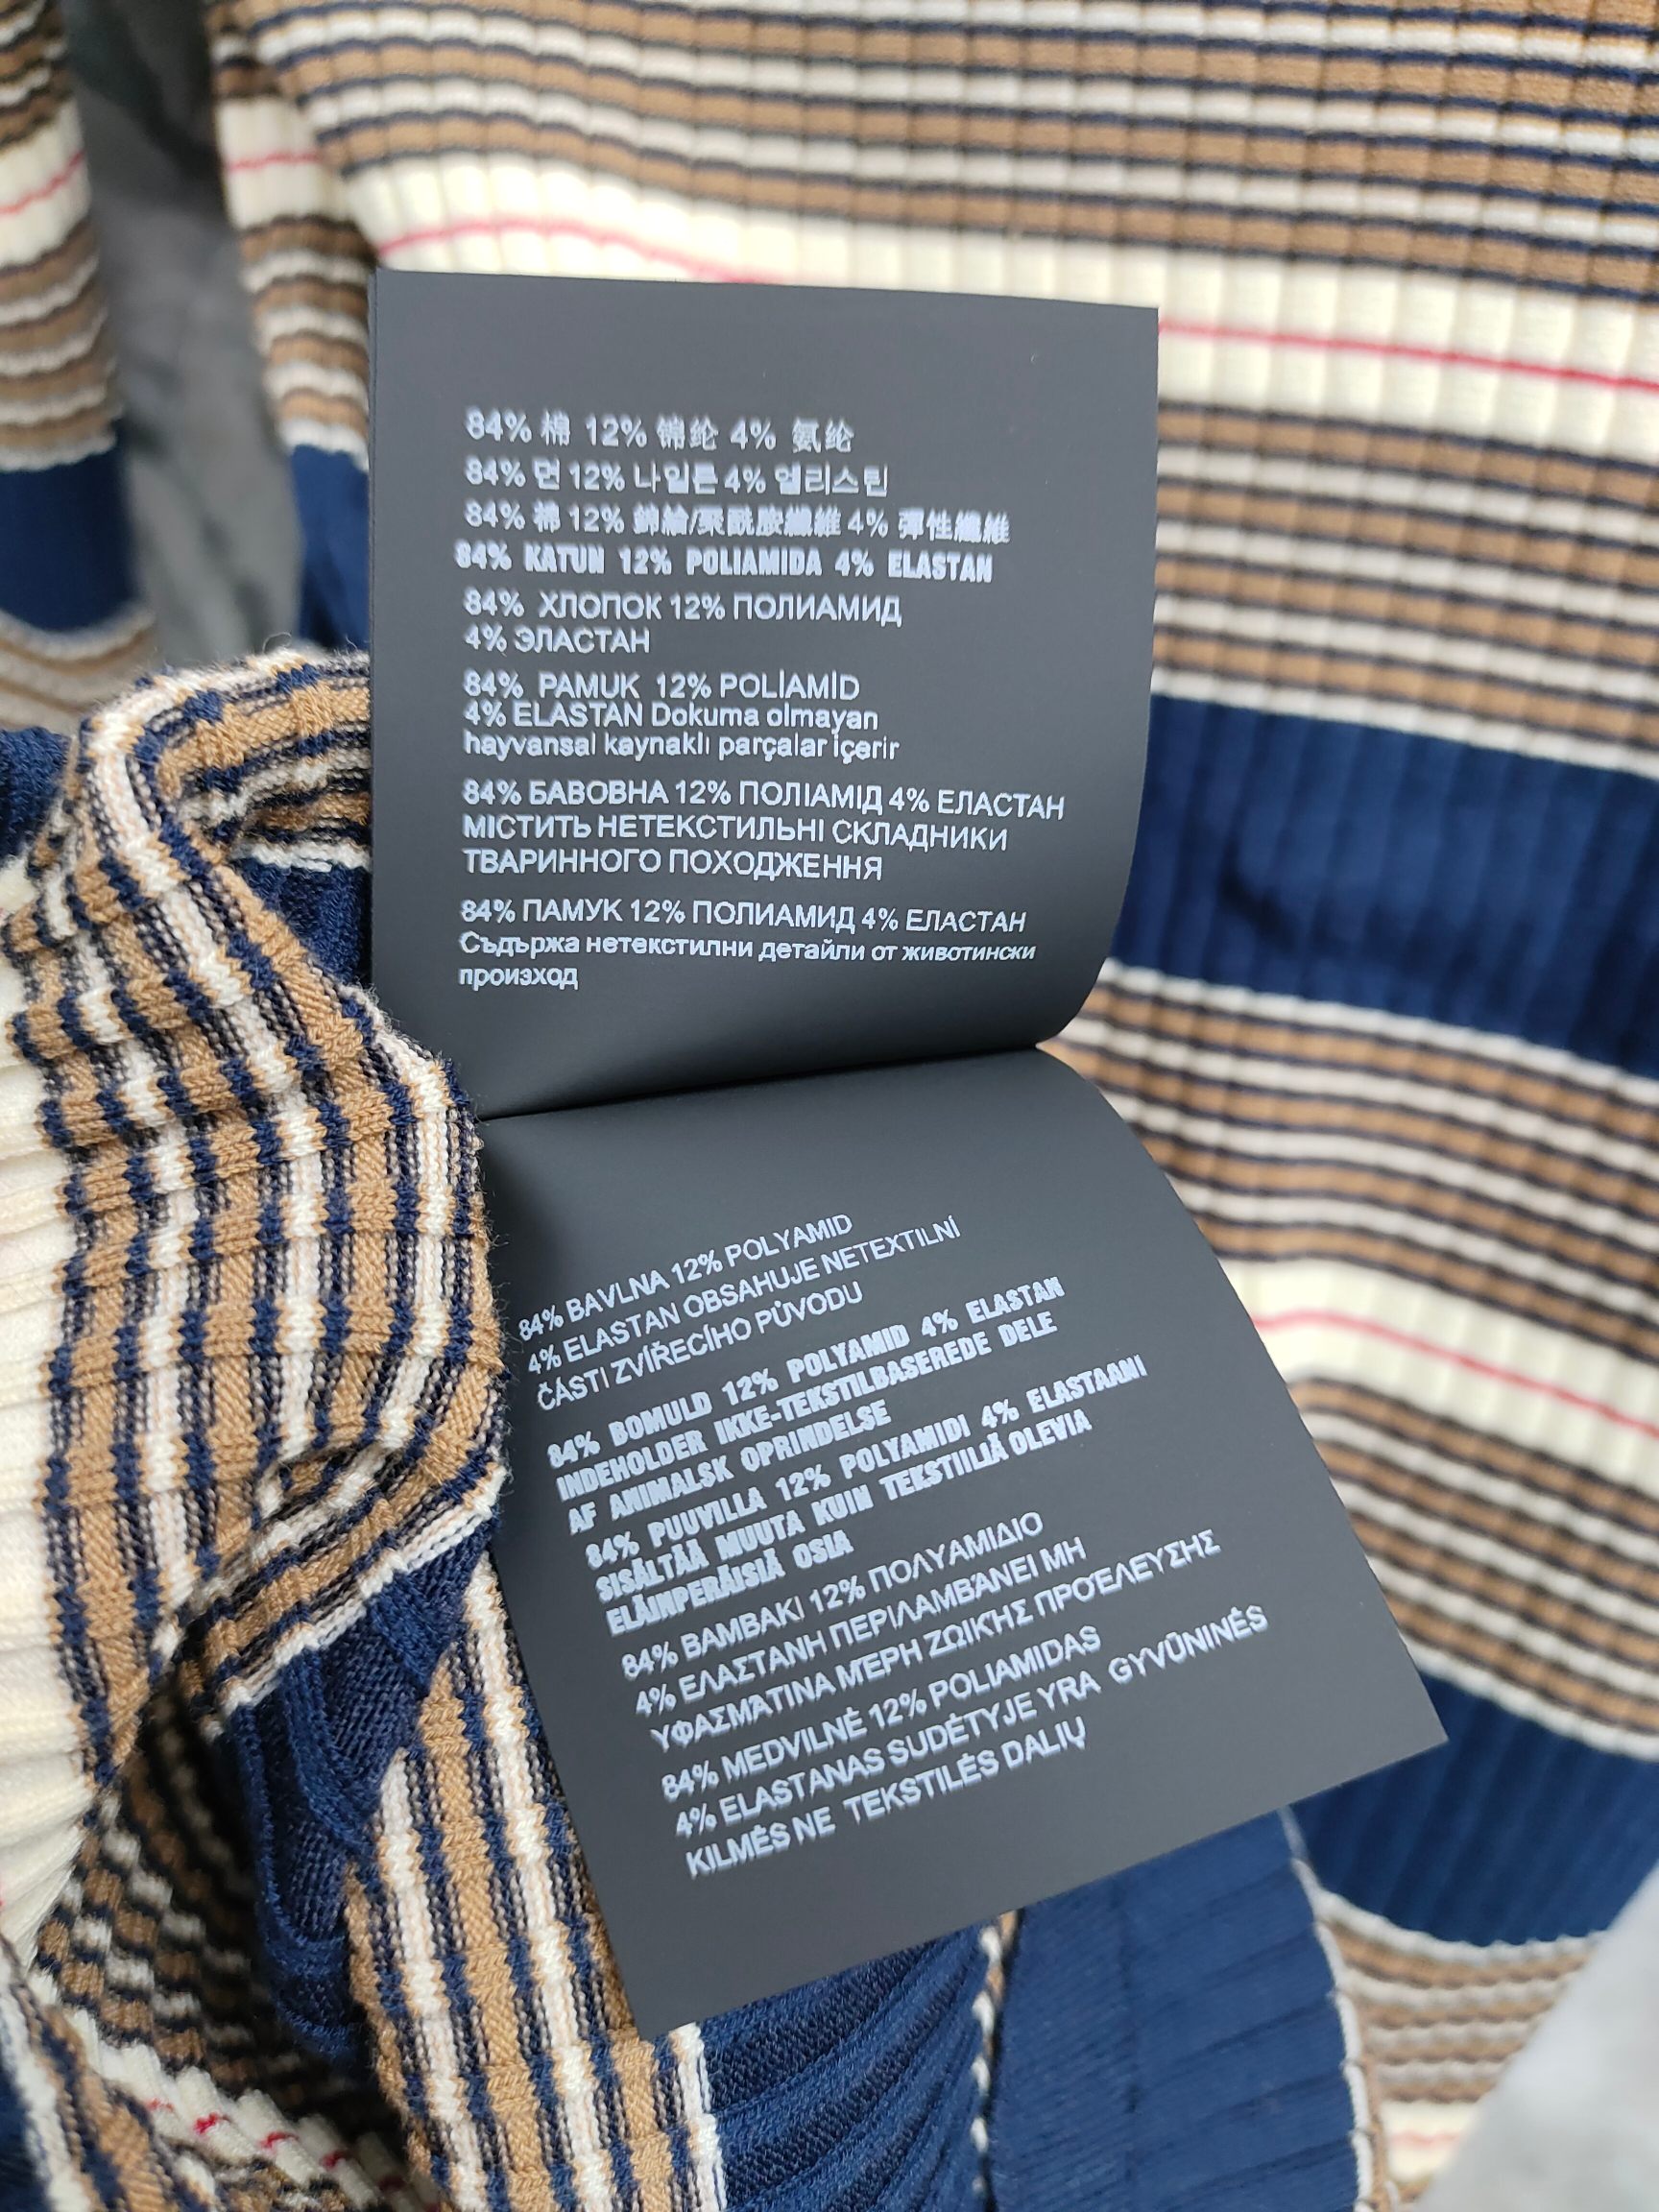 84% 棉 12% 锦纶 4% 氨纶
84% 면 12% 나일론 4% 엘리스틴
84% 棉 12% 錦綸/聚酰胺纖維 4% 彈性纖維
84% KATUN 12% POLIAMIDA 4% ELASTAN
84% ХЛОПОК 12% ПОЛИАМИД
4% ЭЛАСТАН
84% PAMUK 12% POLİAMİD
4% ELASTAN Dokuma olmayan
hayvansal kaynaklı parçalar içerir
84% БАВОВНА 12% ПОЛІАМІД 4% ЕЛАСТАН
МІСТИТЬ НЕТЕКСТИЛЬНІ СКЛАДНИКИ
ТВАРИННОГО ПОХОДЖЕННЯ
84% ПАМУК 12% ПОЛИАМИД 4% ЕЛАСТАН
Съдържа нетекстилни детайли от животински
произход
84% BAVLNA 12% POLYAMID
4% ELASTAN OBSAHUJE NETEXTILNÍ
ČÁSTI ZVÍŘECÍHO PŮVODU
84% BOMULD 12% POLYAMID 4% ELASTAN
INDEHOLDER IKKE-TEKSTILBASEREDE DELE
AF ANIMALSK OPRINDELSE
84% PUUVILLA 12% POLYAMIDI 4% ELASTAANI
SISÄLTÄÄ MUUTA KUIN TEKSTIILIÄ OLEVIA
ELÄINPERÄISIÄ OSIA
84% ΒΑΜΒΑΚΙ 12% ΠΟΛΥΑΜΙΔΙΟ
4% ΕΛΑΣΤΑΝΗ ΠΕΡΙΛΑΜΒΆΝΕΙ ΜΗ
ΥΦΑΣΜΑΤΙΝΑ ΜΈΡΗ ΖΩΙΚΉΣ ΠΡΟΈΛΕΥΣΗΣ
84% MEDVILNĖ 12% POLIAMIDAS
4% ELASTANAS SUDĖTYJE YRA GYVŪNINĖS
KILMĖS NE TEKSTILĖS DALIŲ